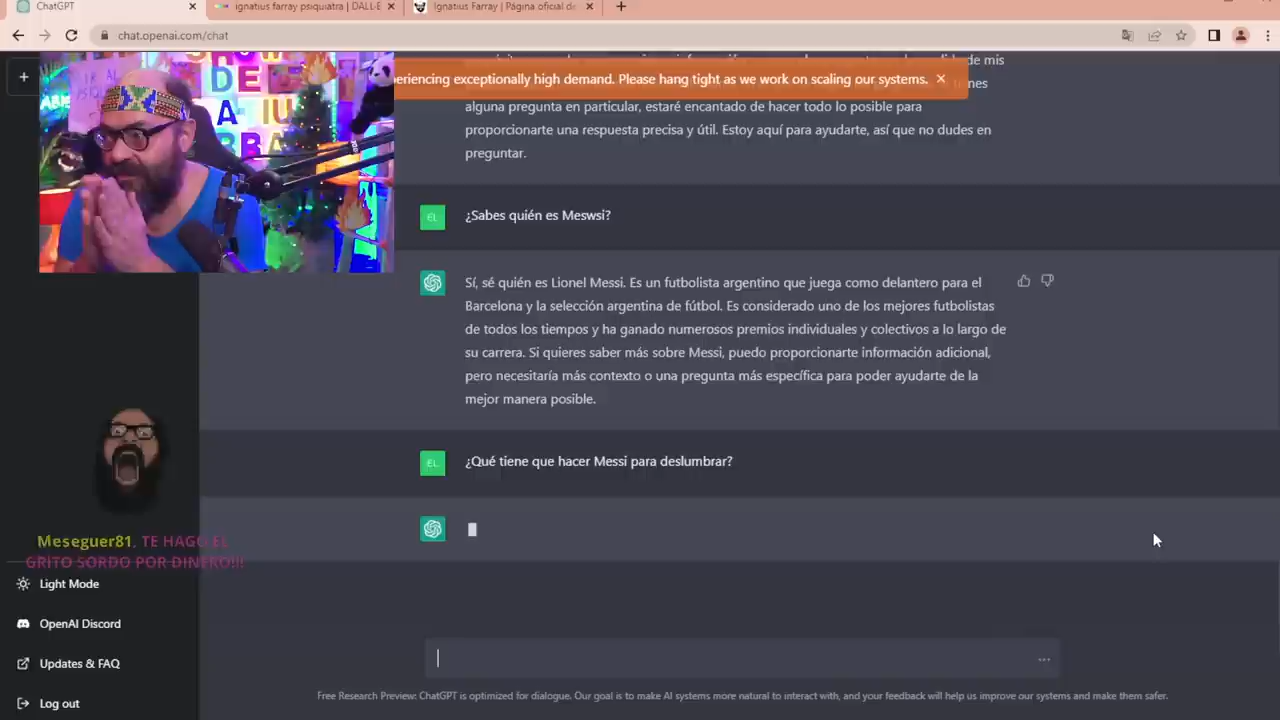 ChatGPT
ignatius farray psiquiatra | DALL·E
Ignatius Farray | Página oficial de
chat.openai.com/chat
periencing exceptionally high demand. Please hang tight as we work on scaling our systems.
de mis
alguna pregunta en particular, estaré encantado de hacer todo lo posible para
proporcionarte una respuesta precisa y útil. Estoy aquí para ayudarte, así que no dudes en
preguntar.
EL
¿Sabes quién es Meswsi?
Sí, sé quién es Lionel Messi. Es un futbolista argentino que juega como delantero para el
Barcelona y la selección argentina de fútbol. Es considerado uno de los mejores futbolistas
de todos los tiempos y ha ganado numerosos premios individuales y colectivos a lo largo de
su carrera. Si quieres saber más sobre Messi, puedo proporcionarte información adicional,
pero necesitaría más contexto o una pregunta más específica para poder ayudarte de la
mejor manera posible.
EL
¿Qué tiene que hacer Messi para deslumbrar?
Meseguer81, TE HAGO EL
GRITO SORDO POR DINERO!!!
Light Mode
OpenAI Discord
Updates & FAQ
Log out
Free Research Preview: ChatGPT is optimized for dialogue. Our goal is to make AI systems more natural to interact with, and your feedback will help us improve our systems and make them safer.